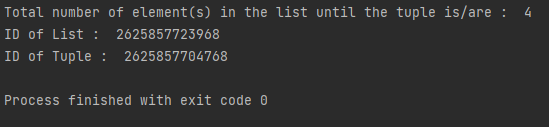 Total number of element(s) in the list until the tuple is/are :  4
ID of List :  2625857723968
ID of Tuple :  2625857704768
Process finished with exit code 0